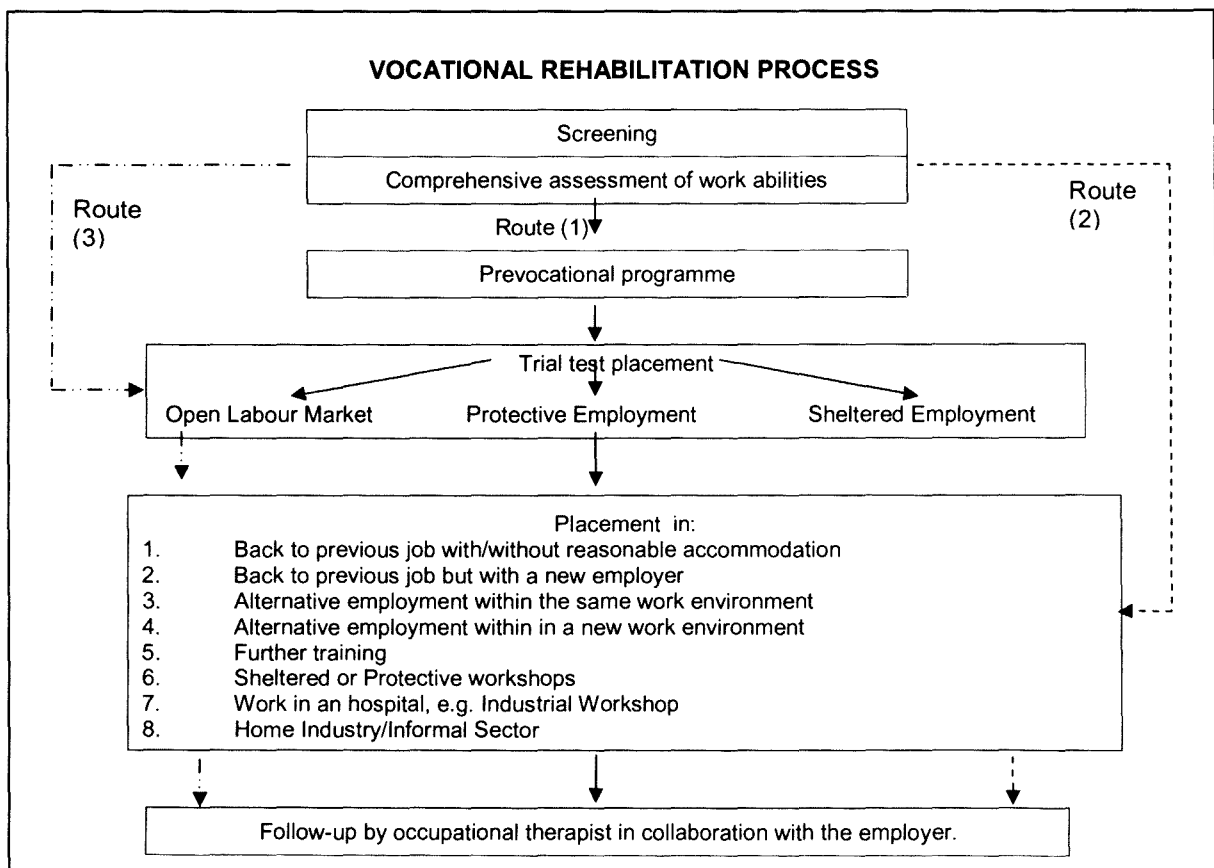 VOCATIONAL REHABILITATION PROCESS
Screening
Comprehensive assessment of work abilities
Route
(3)
Route
(2)
Route (1)
Prevocational programme
Trial test placement
Open Labour Market
Protective Employment
Sheltered Employment
Placement in:
1. Back to previous job with/without reasonable accommodation
2. Back to previous job but with a new employer
3. Alternative employment within the same work environment
4. Alternative employment within in a new work environment
5. Further training
6. Sheltered or Protective workshops
7. Work in an hospital, e.g. Industrial Workshop
8. Home Industry/Informal Sector
Follow-up by occupational therapist in collaboration with the employer.